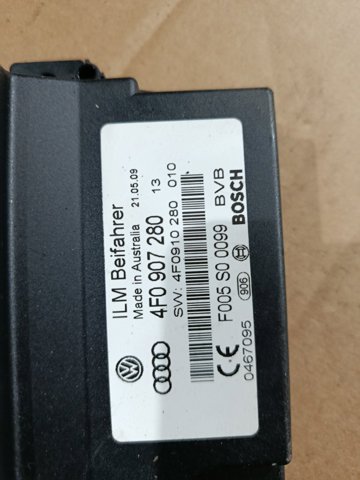 ILM Beifahrer
Made in Australia 21.05.09
4F0 907 280 13
SW: 4F0910 280 010
F005 S0 0099 BVB
906 BOSCH
CE 0467095